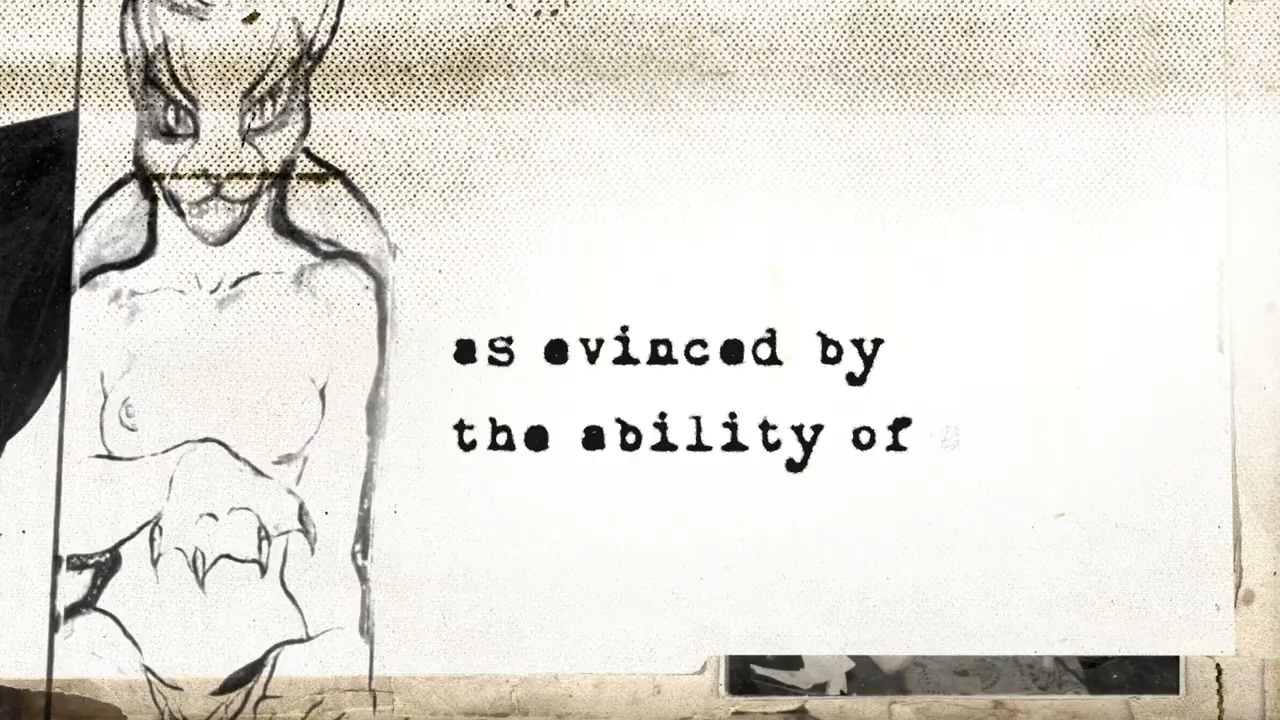 as evinced by
the ability of